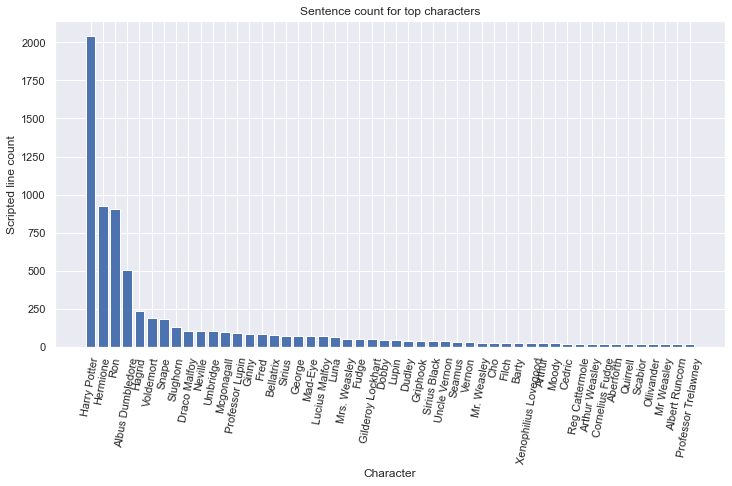 Sentence count for top characters
Scripted line count
2000
1750
1500
1250
1000
750
500
250
0
Harry Potter
Hermione
Ron
Albus Dumbledore
Hagrid
Voldemort
Snape
Slughorn
Draco Malfoy
Neville
Umbridge
Mcgonagall
Professor Lupin
Ginny
Fred
Bellatrix
Sirius
George
Mad-Eye
Lucius Malfoy
Luna
Mrs. Weasley
Fudge
Gilderoy Lockhart
Dobby
Lupin
Dudley
Griphook
Sirius Black
Uncle Vernon
Seamus
Vernon
Mr. Weasley
Cho
Filch
Barty
Xenophilius Lovegood
Arthur
Moody
Cedric
Reg Cattermole
Arthur Weasley
Cornelius Fudge
Aberforth
Quirrell
Scabior
Ollivander
Mr Weasley
Albert Runcorn
Professor Trelawney
Character